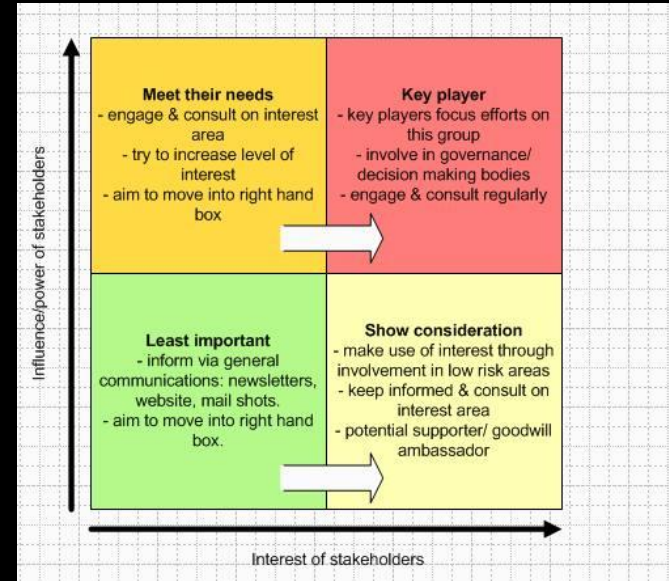 Influence/power of stakeholders
Meet their needs
- engage & consult on interest
area
- try to increase level of
interest
- aim to move into right hand
box
Key player
- key players focus efforts on
this group
- involve in governance/
decision making bodies
- engage & consult regularly
Least important
- inform via general
communications: newsletters,
website, mail shots.
- aim to move into right hand
box.
Show consideration
- make use of interest through
involvement in low risk areas
- keep informed & consult on
interest area
- potential supporter/ goodwill
ambassador
Interest of stakeholders